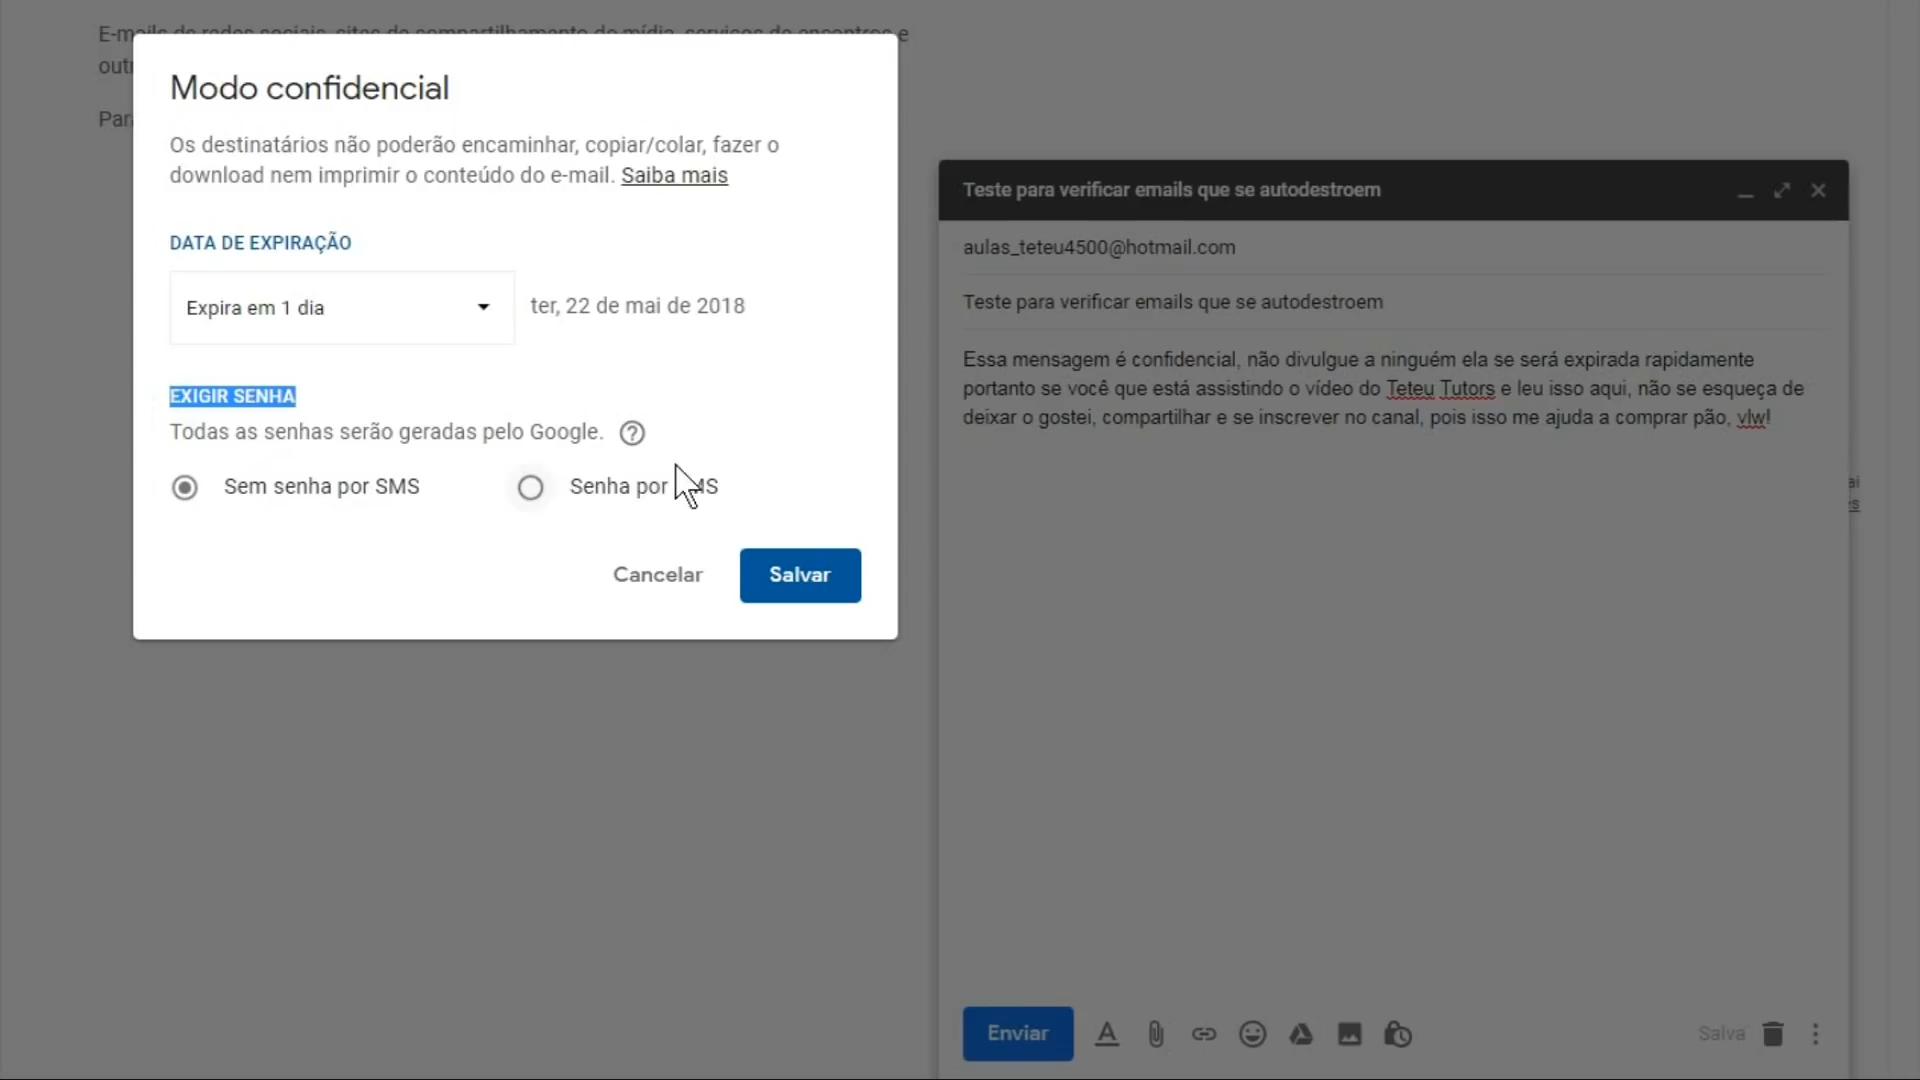 E-mails de redes sociais, sites de compartilhamento de mídia, serviços de encontros e
Modo confidencial
Os destinatários não poderão encaminhar, copiar/colar, fazer o
download nem imprimir o conteúdo do e-mail. Saiba mais
DATA DE EXPIRAÇÃO
Expira em 1 dia
ter, 22 de mai de 2018
EXIGIR SENHA
Todas as senhas serão geradas pelo Google.
Sem senha por SMS
Senha por SMS
Cancelar
Salvar
Teste para verificar emails que se autodestroem
aulas_teteu4500@hotmail.com
Teste para verificar emails que se autodestroem
Essa mensagem é confidencial, não divulgue a ninguém ela se será expirada rapidamente
portanto se você que está assistindo o vídeo do Teteu Tutors e leu isso aqui, não se esqueça de
deixar o gostei, compartilhar e se inscrever no canal, pois isso me ajuda a comprar pão, vlw!
Enviar
Salva